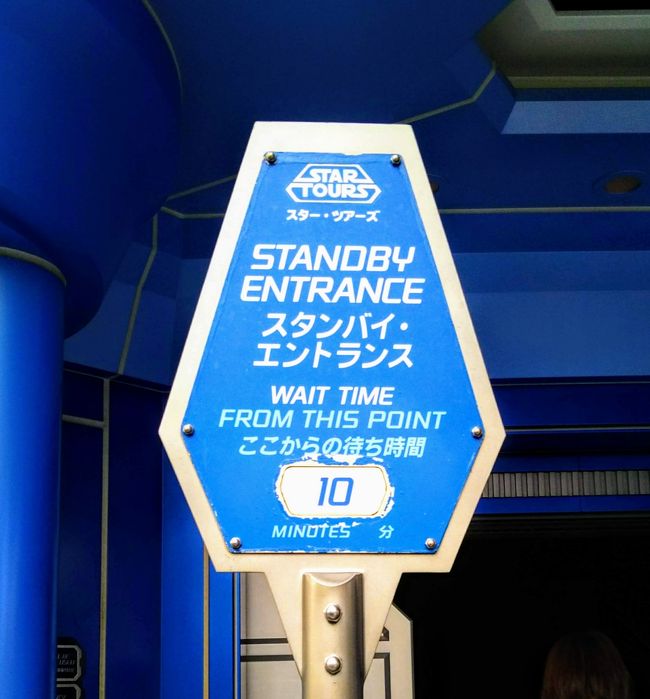 STAR
TOURS
スター・ツアーズ
STANDBY
ENTRANCE
スタンバイ・
エントランス
WAIT TIME
FROM THIS POINT
ここからの待ち時間
10
MINUTES 分